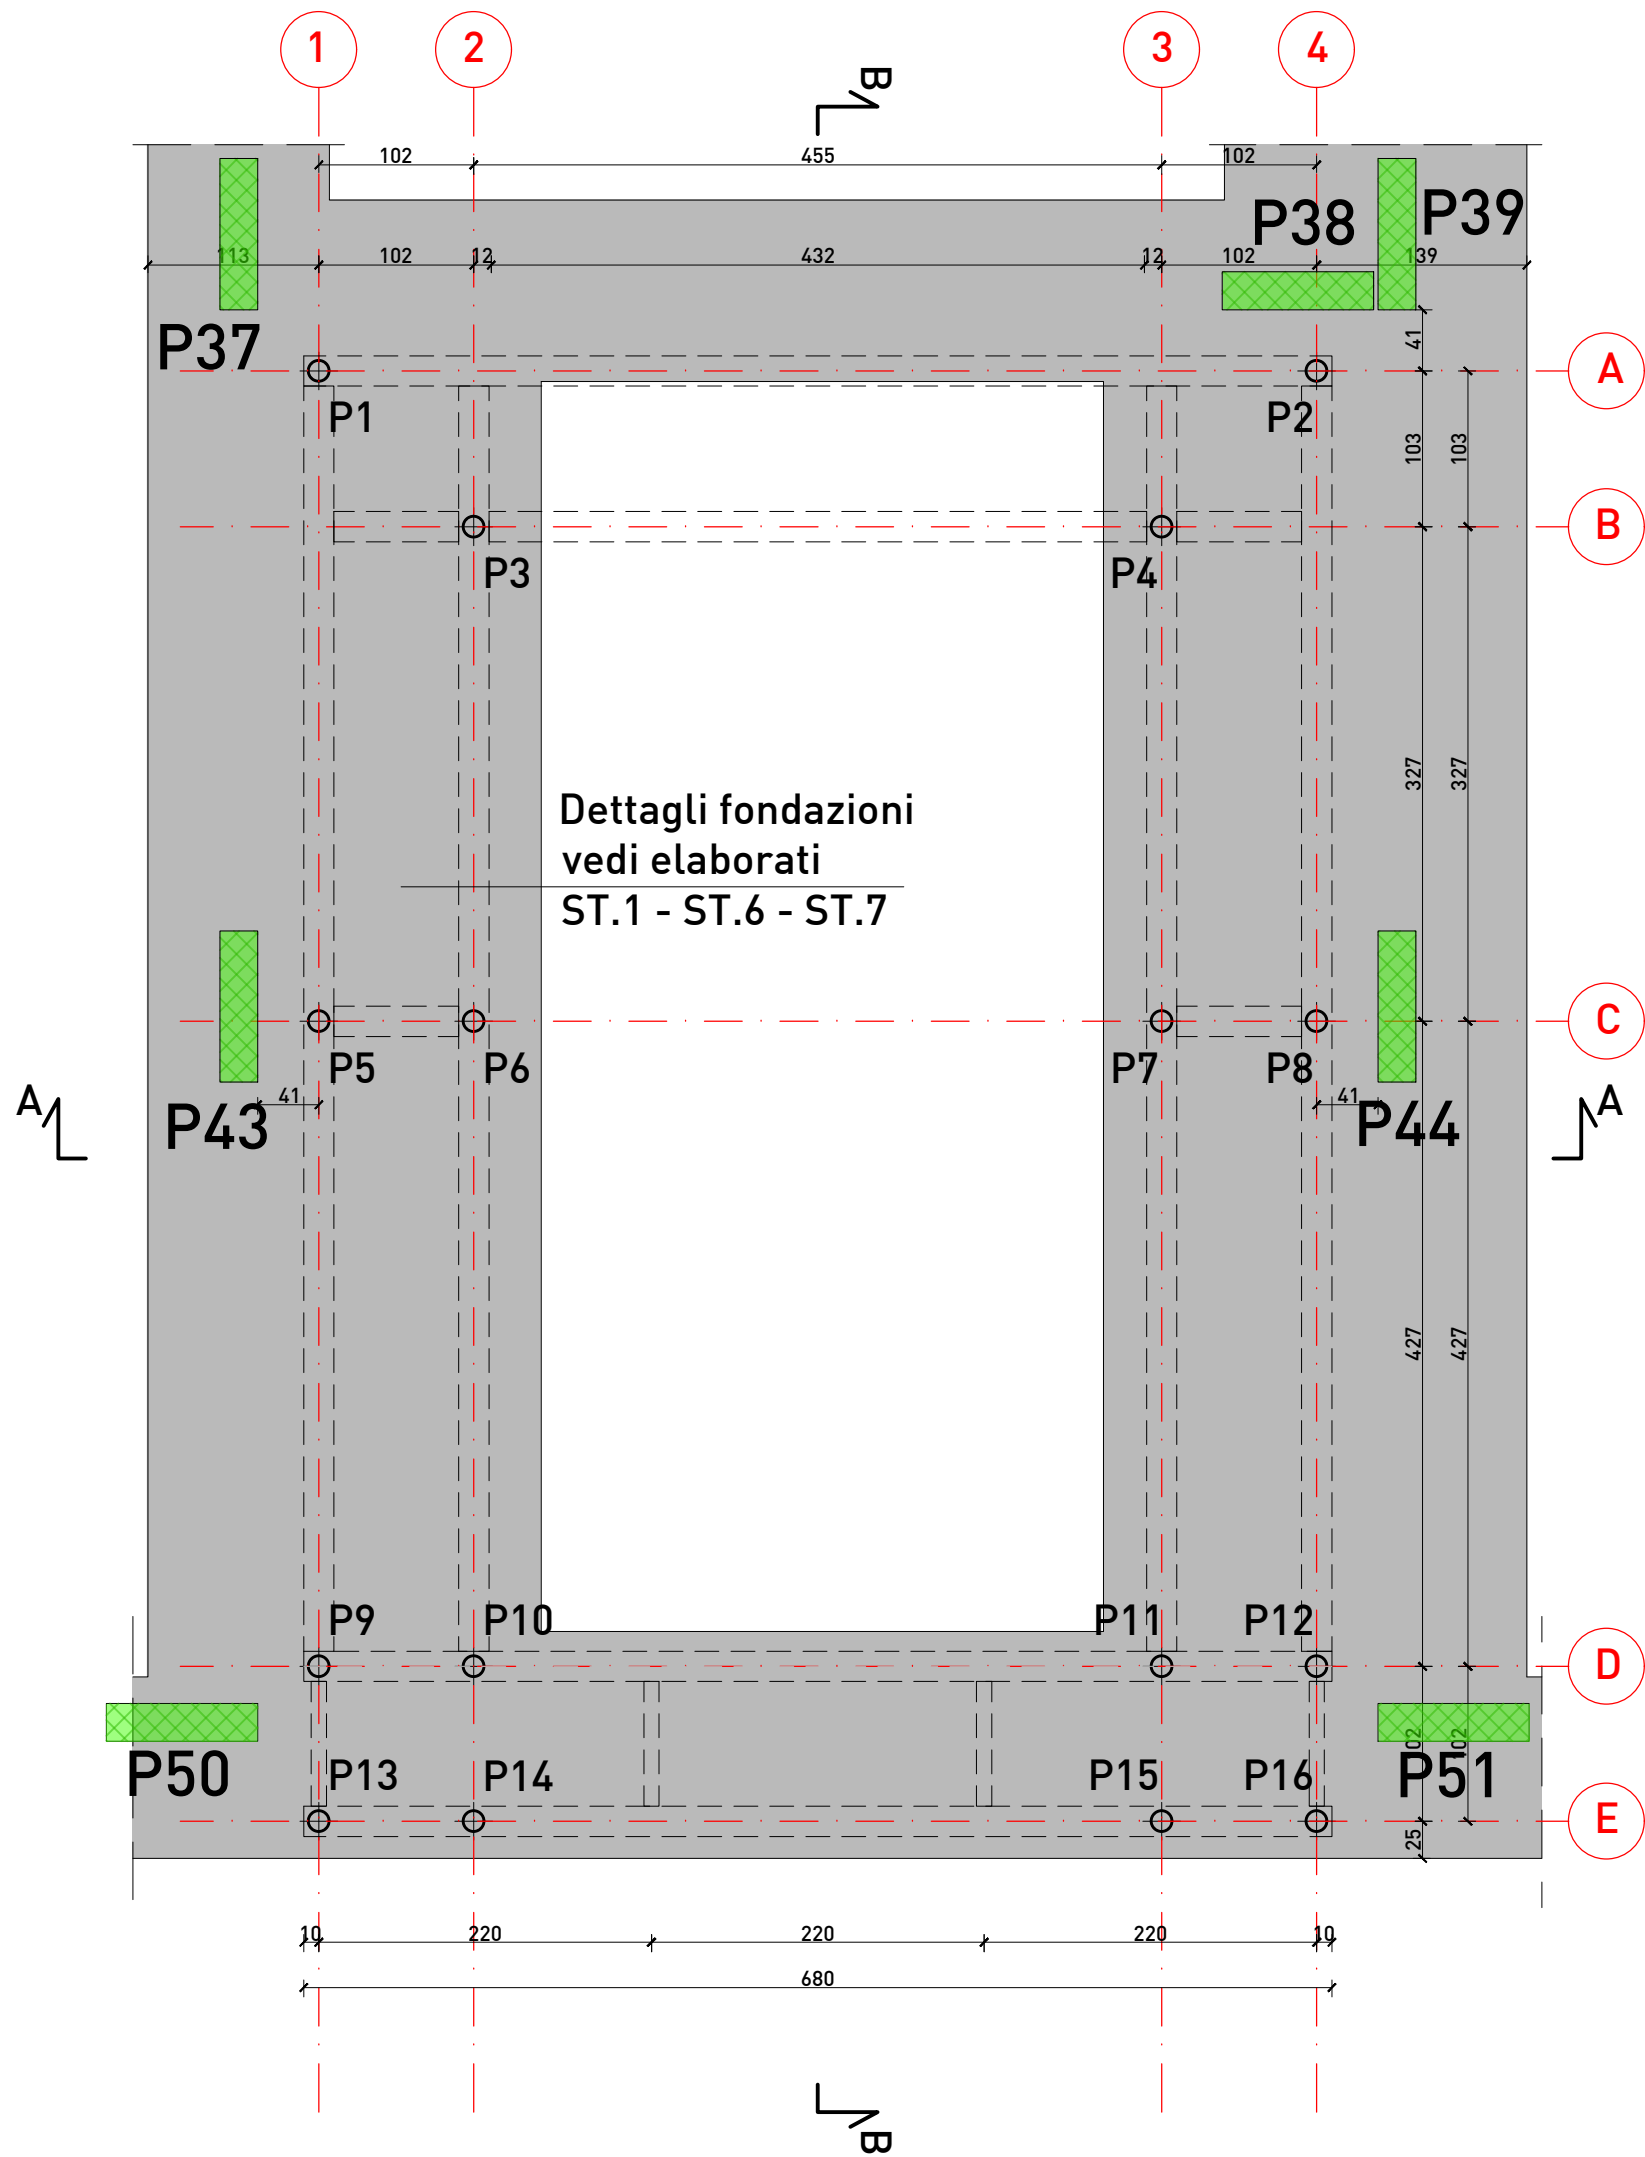 1
2
3
4
B
102
455
102
P38
P39
113
102
12
432
12
102
139
P37
41
A
P1
P2
103
103
B
P3
P4
327
327
Dettagli fondazioni
vedi elaborati
ST.1 - ST.6 - ST.7
C
P5
P6
P7
P8
A
41
41
A
P43
P44
427
427
P9
P10
P11
P12
D
102
102
P50
P13
P14
P15
P16
P51
E
25
10
220
220
220
10
680
B